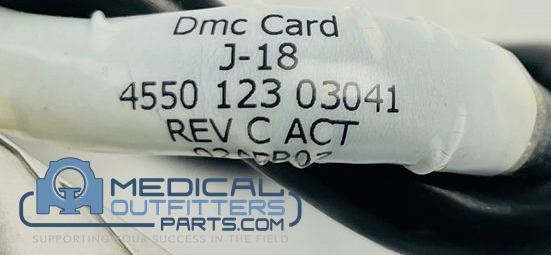 Dmc Card
J-18
4550 123 03041
REV C ACT
MEDICAL
OUTFITTERS
PARTS.COM
SUPPORTING YOUR SUCCESS IN THE FIELD